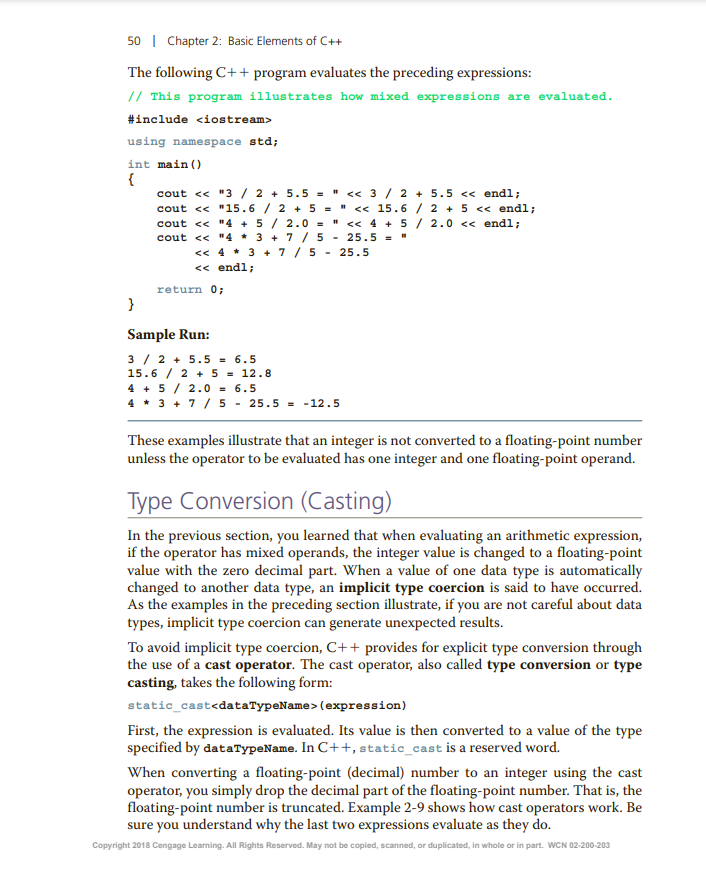 50 | Chapter 2: Basic Elements of C++
The following C++ program evaluates the preceding expressions:
// This program illustrates how mixed expressions are evaluated.
#include <iostream>
using namespace std;
int main()
{
    cout << "3 / 2 + 5.5 = " << 3 / 2 + 5.5 << endl;
    cout << "15.6 / 2 + 5 = " << 15.6 / 2 + 5 << endl;
    cout << "4 + 5 / 2.0 = " << 4 + 5 / 2.0 << endl;
    cout << "4 * 3 + 7 / 5 - 25.5 = "
         << 4 * 3 + 7 / 5 - 25.5
         << endl;
    return 0;
}
Sample Run:
3 / 2 + 5.5 = 6.5
15.6 / 2 + 5 = 12.8
4 + 5 / 2.0 = 6.5
4 * 3 + 7 / 5 - 25.5 = -12.5
These examples illustrate that an integer is not converted to a floating-point number
unless the operator to be evaluated has one integer and one floating-point operand.
Type Conversion (Casting)
In the previous section, you learned that when evaluating an arithmetic expression,
if the operator has mixed operands, the integer value is changed to a floating-point
value with the zero decimal part. When a value of one data type is automatically
changed to another data type, an implicit type coercion is said to have occurred.
As the examples in the preceding section illustrate, if you are not careful about data
types, implicit type coercion can generate unexpected results.
To avoid implicit type coercion, C++ provides for explicit type conversion through
the use of a cast operator. The cast operator, also called type conversion or type
casting, takes the following form:
static_cast<dataTypeName>(expression)
First, the expression is evaluated. Its value is then converted to a value of the type
specified by dataTypeName. In C++, static_cast is a reserved word.
When converting a floating-point (decimal) number to an integer using the cast
operator, you simply drop the decimal part of the floating-point number. That is, the
floating-point number is truncated. Example 2-9 shows how cast operators work. Be
sure you understand why the last two expressions evaluate as they do.
Copyright 2018 Cengage Learning. All Rights Reserved. May not be copied, scanned, or duplicated, in whole or in part. WCN 02-200-203